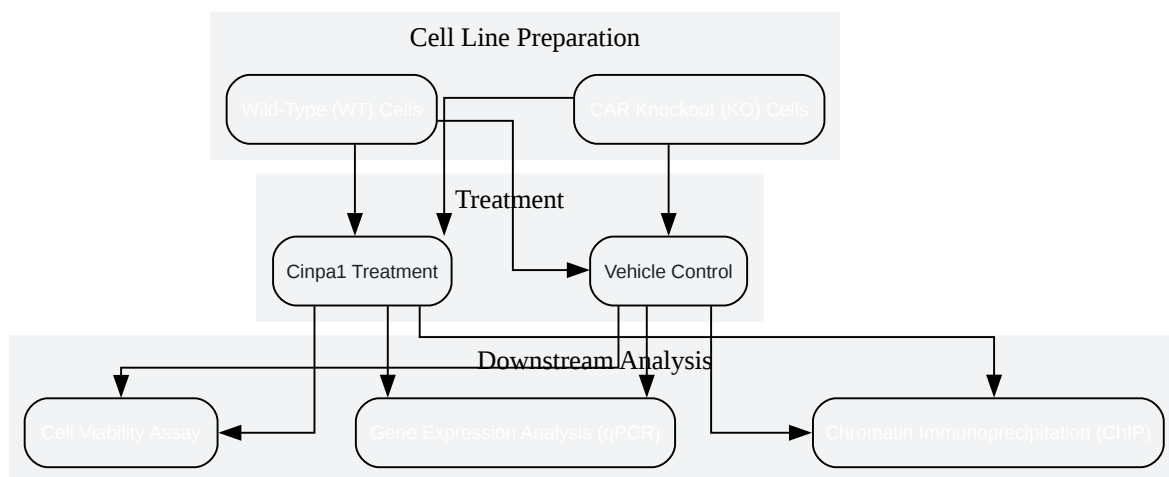 Cell Line Preparation
Wild-Type (WT) Cells
CAR Knockout (KO) Cells
Treatment
Cinpa1 Treatment
Vehicle Control
Downstream Analysis
Cell Viability Assay
Gene Expression Analysis (qPCR)
Chromatin Immunoprecipitation (ChIP)